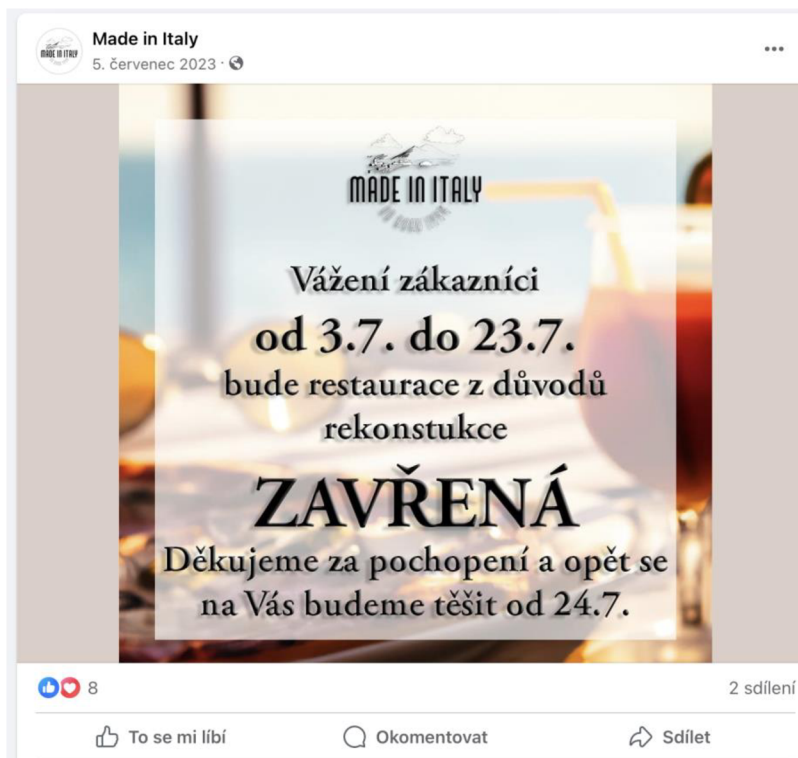 Made in Italy
5. červenec 2023 ·
MADE IN ITALY
MADE IN ITALY
Vážení zákazníci
od 3.7. do 23.7.
bude restaurace z důvodů
rekonstukce
ZAVŘENÁ
Děkujeme za pochopení a opět se
na Vás budeme těšit od 24.7.
8
2 sdílení
To se mi líbí
Okomentovat
Sdílet